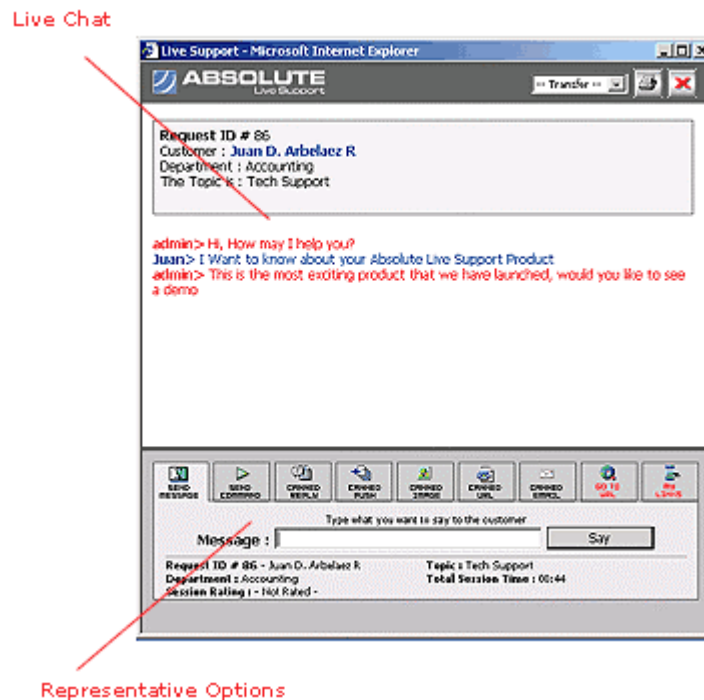 Live Chat
Live Support - Microsoft Internet Explorer
ABSOLUTE
Live Support
-- Transfer --
Request ID # 86
Customer : Juan D. Arbelaez R
Department : Accounting
The Topic is : Tech Support
admin> Hi, How may I help you?
Juan> I Want to know about your Absolute Live Support Product
admin> This is the most exciting product that we have launched, would you like to see
a demo
SEND MESSAGE
SEND COMMAND
CANNED REPLY
CANNED PUSH
CANNED IMAGE
CANNED URL
CANNED EMAIL
GO TO URL
MY LINKS
Type what you want to say to the customer
Message :
Say
Request ID # 86 - Juan D. Arbelaez R
Topic : Tech Support
Department : Accounting
Total Session Time : 00:44
Session Rating : - Not Rated -
Representative Options